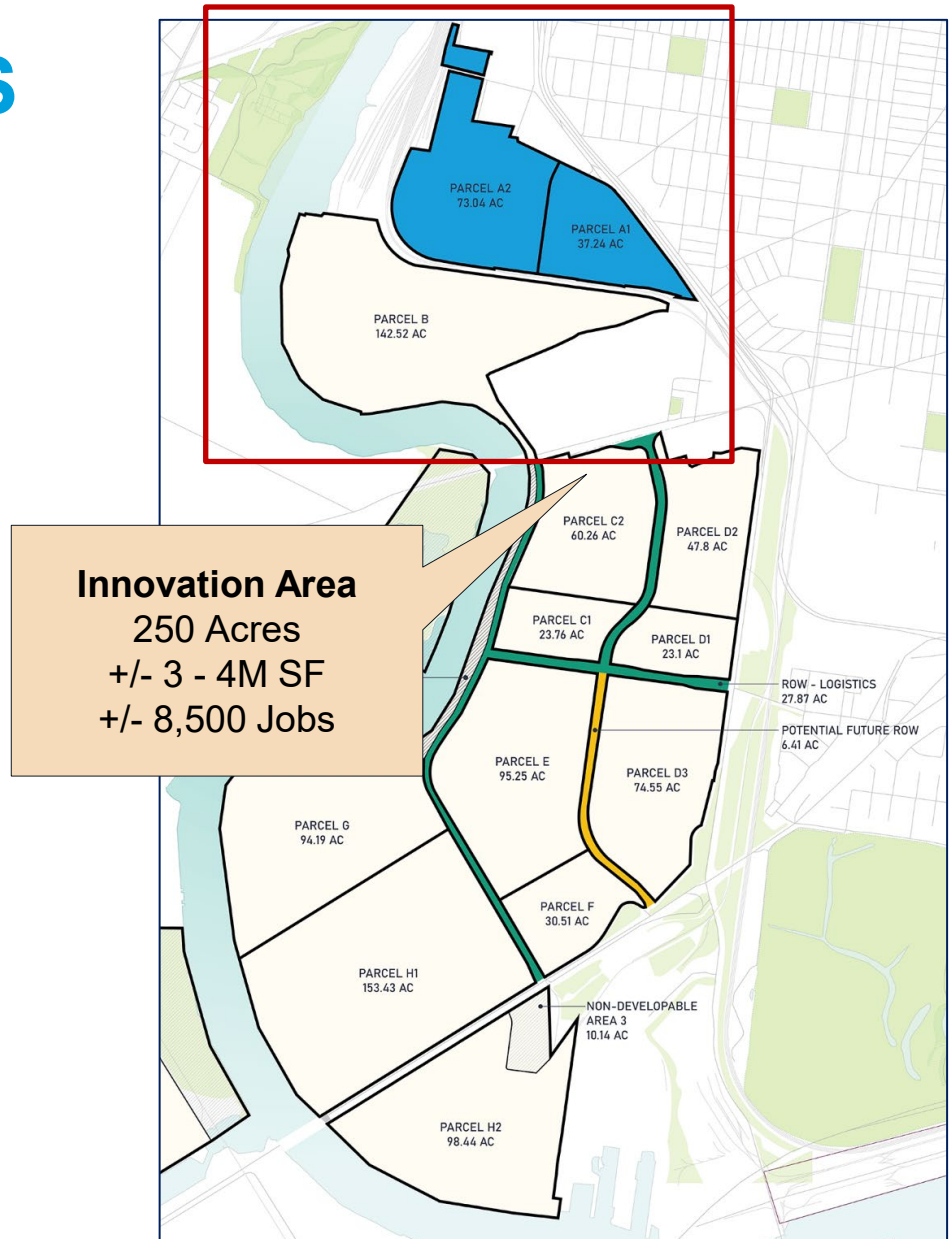 S
PARCEL A2
73.04 AC
PARCEL A1
37.24 AC
PARCEL B
142.52 AC
PARCEL C2
60.26 AC
PARCEL D2
47.8 AC
Innovation Area
250 Acres
+/- 3 - 4M SF
+/- 8,500 Jobs
PARCEL C1
23.76 AC
PARCEL D1
23.1 AC
ROW - LOGISTICS
27.87 AC
POTENTIAL FUTURE ROW
6.41 AC
PARCEL E
95.25 AC
PARCEL D3
74.55 AC
PARCEL G
94.19 AC
PARCEL F
30.51 AC
PARCEL H1
153.43 AC
NON-DEVELOPABLE
AREA 3
10.14 AC
PARCEL H2
98.44 AC